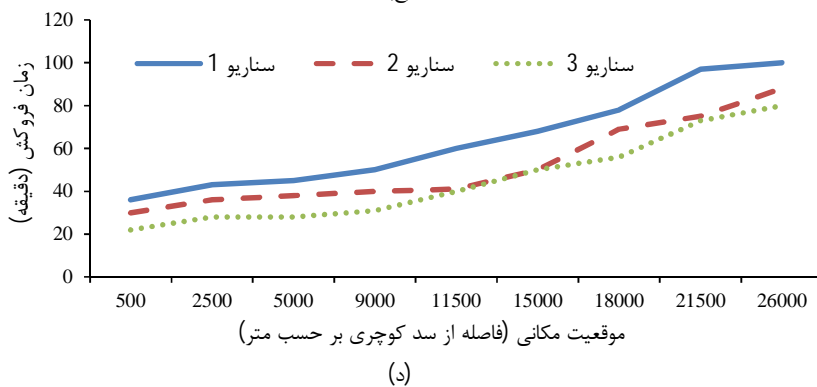 120
100
80
60
40
20
0
زمان فروکش (دقیقه)
سناریو 1 سناریو 2 سناریو 3
500 2500 5000 9000 11500 15000 18000 21500 26000
موقعیت مکانی (فاصله از سد کوچری بر حسب متر)
(د)